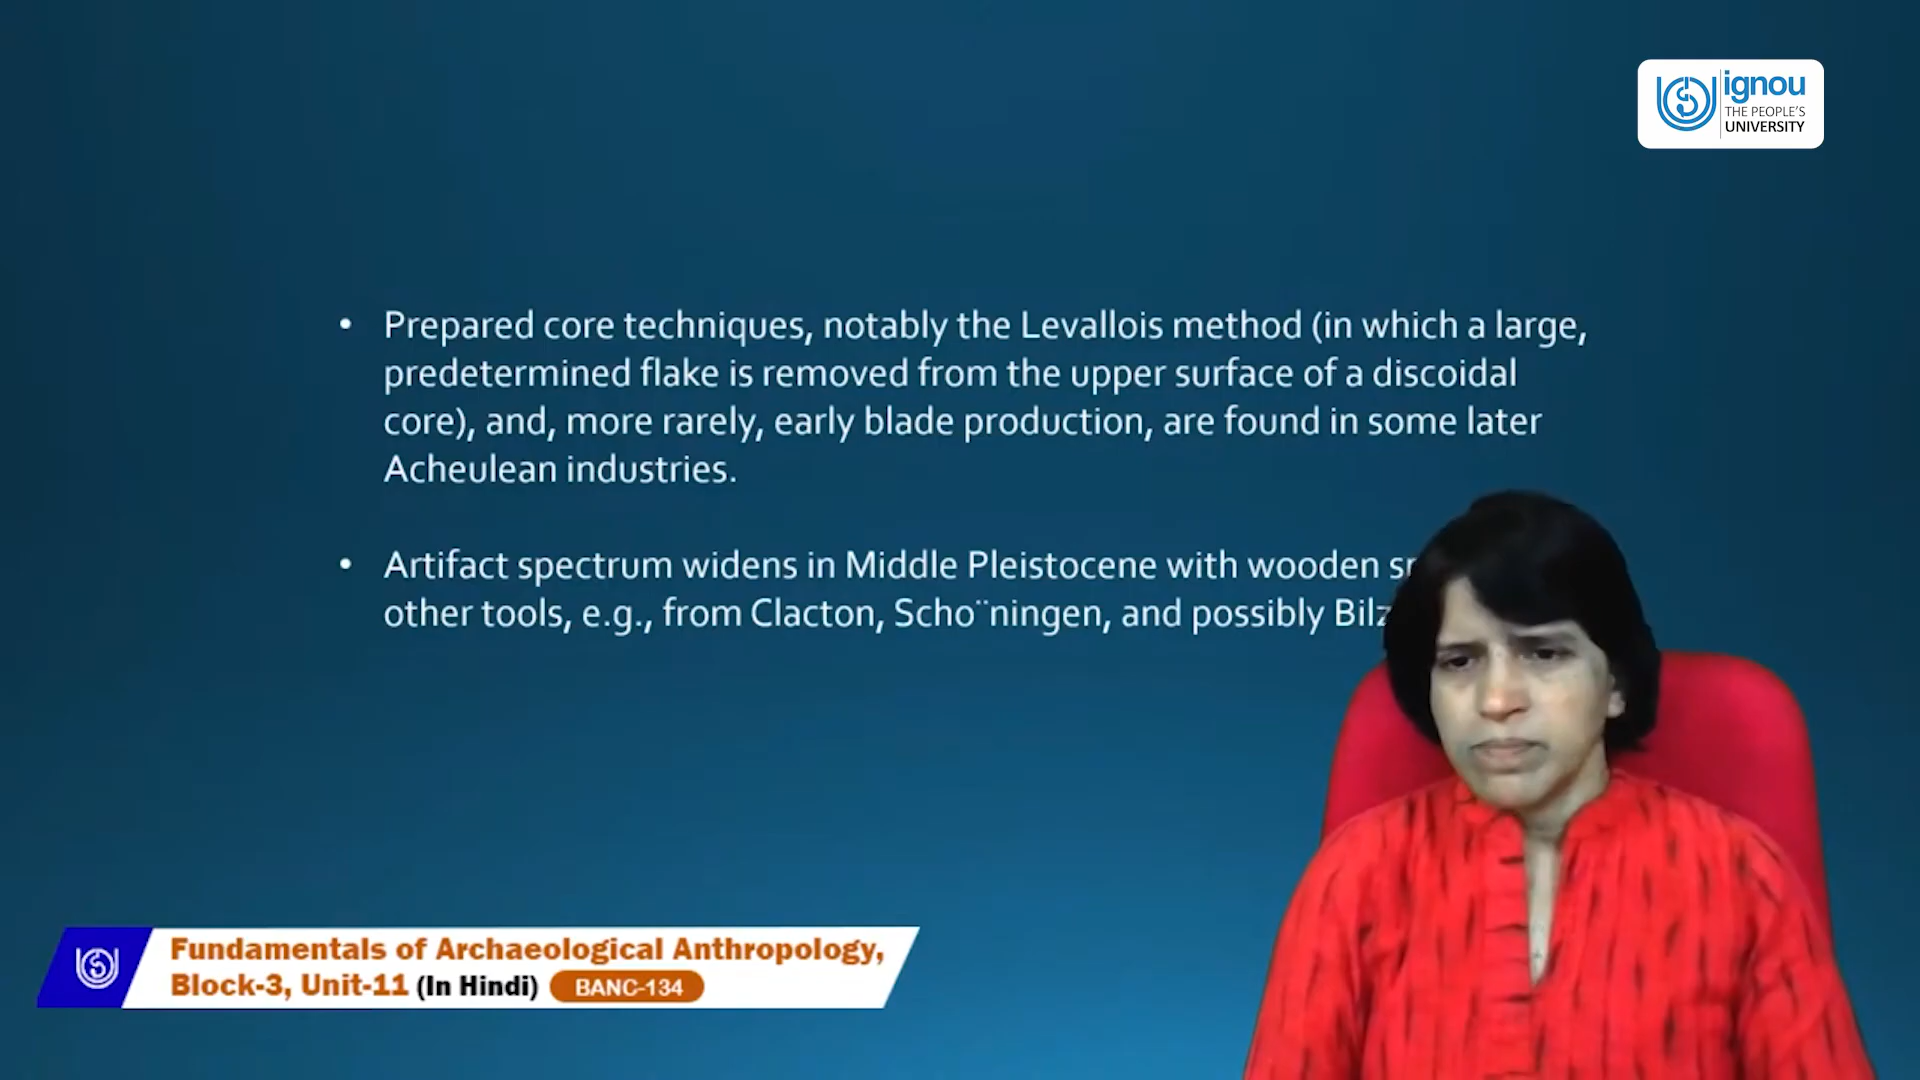 ignou
THE PEOPLE'S
UNIVERSITY
• Prepared core techniques, notably the Levallois method (in which a large,
predetermined flake is removed from the upper surface of a discoidal
core), and, more rarely, early blade production, are found in some later
Acheulean industries.
• Artifact spectrum widens in Middle Pleistocene with wooden
other tools, e.g., from Clacton, Scho¨ningen, and possibly
Fundamentals of Archaeological Anthropology,
Block-3, Unit-11 (In Hindi) BANC-134